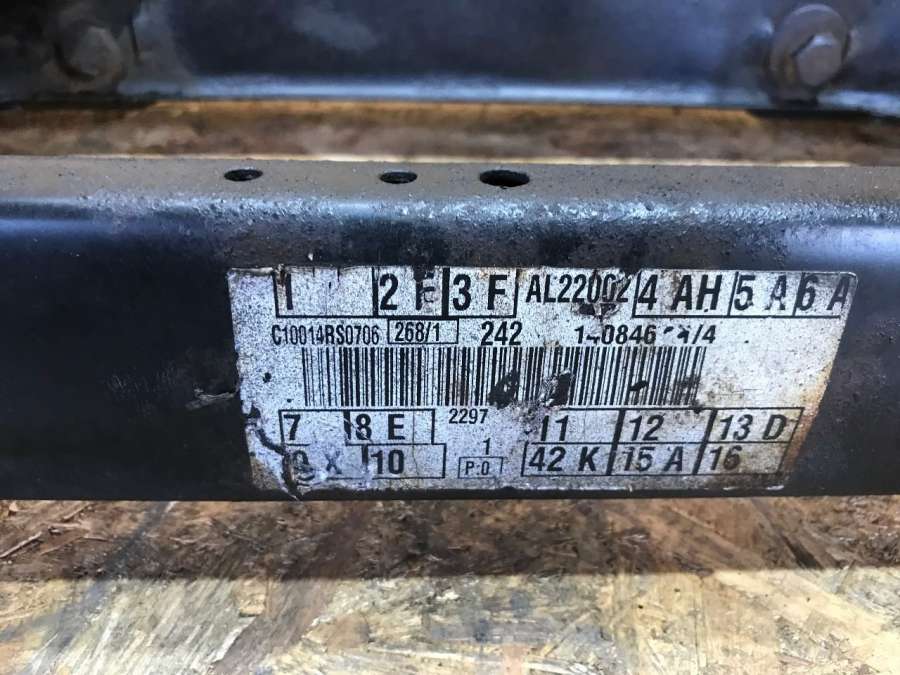 1 2 F 3 F AL22002 4 AH 5 A 6 A
C10014RS0706 268/1 242
7 8 E 2297 11 12 13 D
X 10 1 P:0 42 K 15 A 16